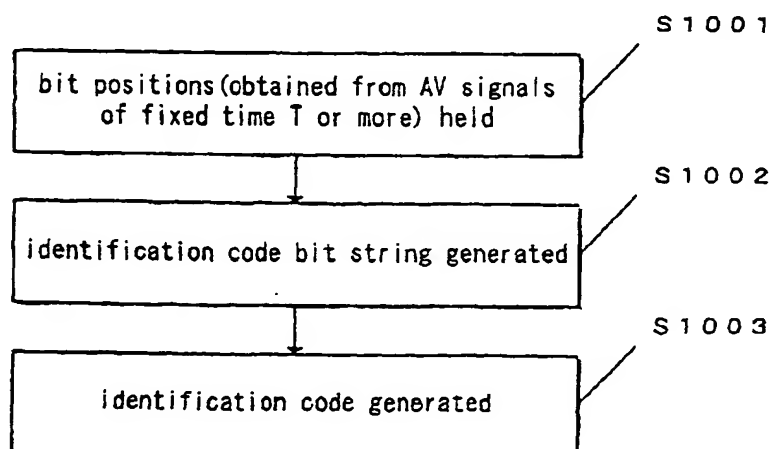 S1001
bit positions(obtained from AV signals
of fixed time T or more) held
S1002
identification code bit string generated
S1003
identification code generated